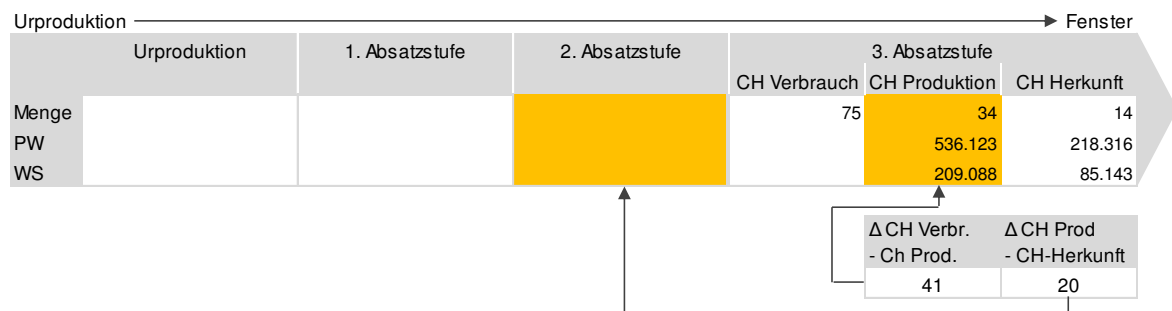 Urproduktion Fenster
Urproduktion 1. Absatzstufe 2. Absatzstufe 3. Absatzstufe
CH Verbrauch CH Produktion CH Herkunft
Menge 75 34 14
PW 536.123 218.316
WS 209.088 85.143
Δ CH Verbr. Δ CH Prod
- Ch Prod. - CH-Herkunft
41 20